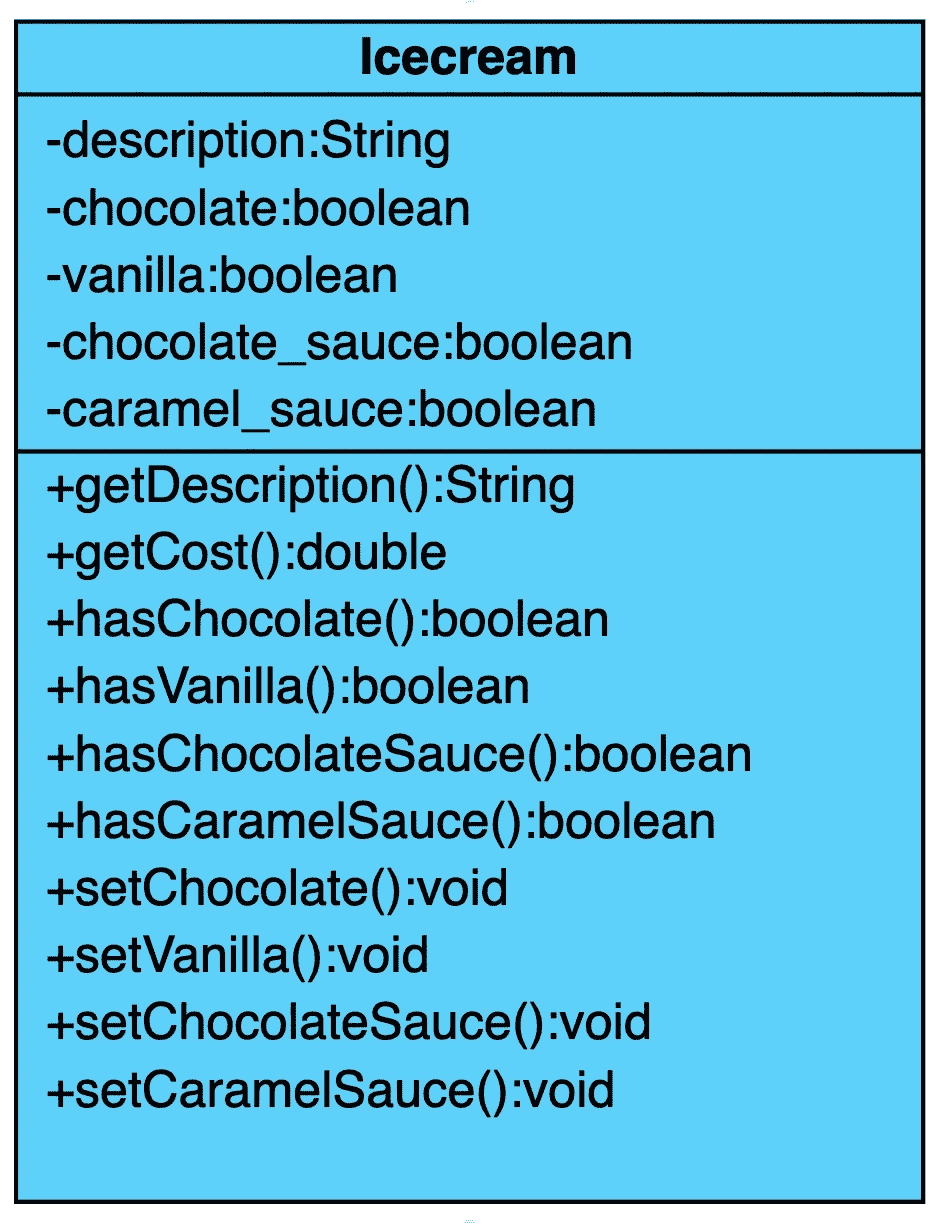 Icecream
-description:String
-chocolate:boolean
-vanilla:boolean
-chocolate_sauce:boolean
-caramel_sauce:boolean
+getDescription():String
+getCost():double
+hasChocolate():boolean
+hasVanilla():boolean
+hasChocolateSauce():boolean
+hasCaramelSauce():boolean
+setChocolate():void
+setVanilla():void
+setChocolateSauce():void
+setCaramelSauce():void